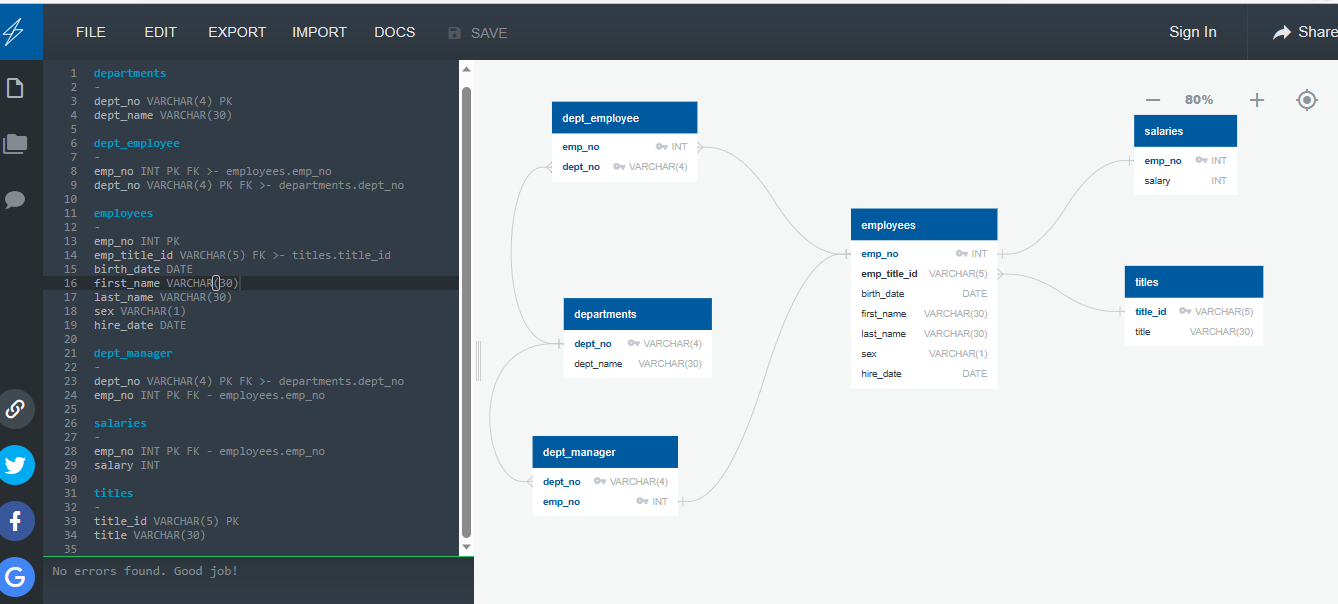 FILE EDIT EXPORT IMPORT DOCS SAVE Sign In Share
1 departments
2 -
3 dept_no VARCHAR(4) PK
4 dept_name VARCHAR(30)
5
6 dept_employee
7 -
8 emp_no INT PK FK >- employees.emp_no
9 dept_no VARCHAR(4) PK FK >- departments.dept_no
10
11 employees
12 -
13 emp_no INT PK
14 emp_title_id VARCHAR(5) FK >- titles.title_id
15 birth_date DATE
16 first_name VARCHAR(30)
17 last_name VARCHAR(30)
18 sex VARCHAR(1)
19 hire_date DATE
20
21 dept_manager
22 -
23 dept_no VARCHAR(4) PK FK >- departments.dept_no
24 emp_no INT PK FK - employees.emp_no
25
26 salaries
27 -
28 emp_no INT PK FK - employees.emp_no
29 salary INT
30
31 titles
32 -
33 title_id VARCHAR(5) PK
34 title VARCHAR(30)
35
No errors found. Good job!
80%
dept_employee
emp_no INT
dept_no VARCHAR(4)
salaries
emp_no INT
salary INT
employees
emp_no INT
emp_title_id VARCHAR(5)
birth_date DATE
first_name VARCHAR(30)
last_name VARCHAR(30)
sex VARCHAR(1)
hire_date DATE
titles
title_id VARCHAR(5)
title VARCHAR(30)
departments
dept_no VARCHAR(4)
dept_name VARCHAR(30)
dept_manager
dept_no VARCHAR(4)
emp_no INT